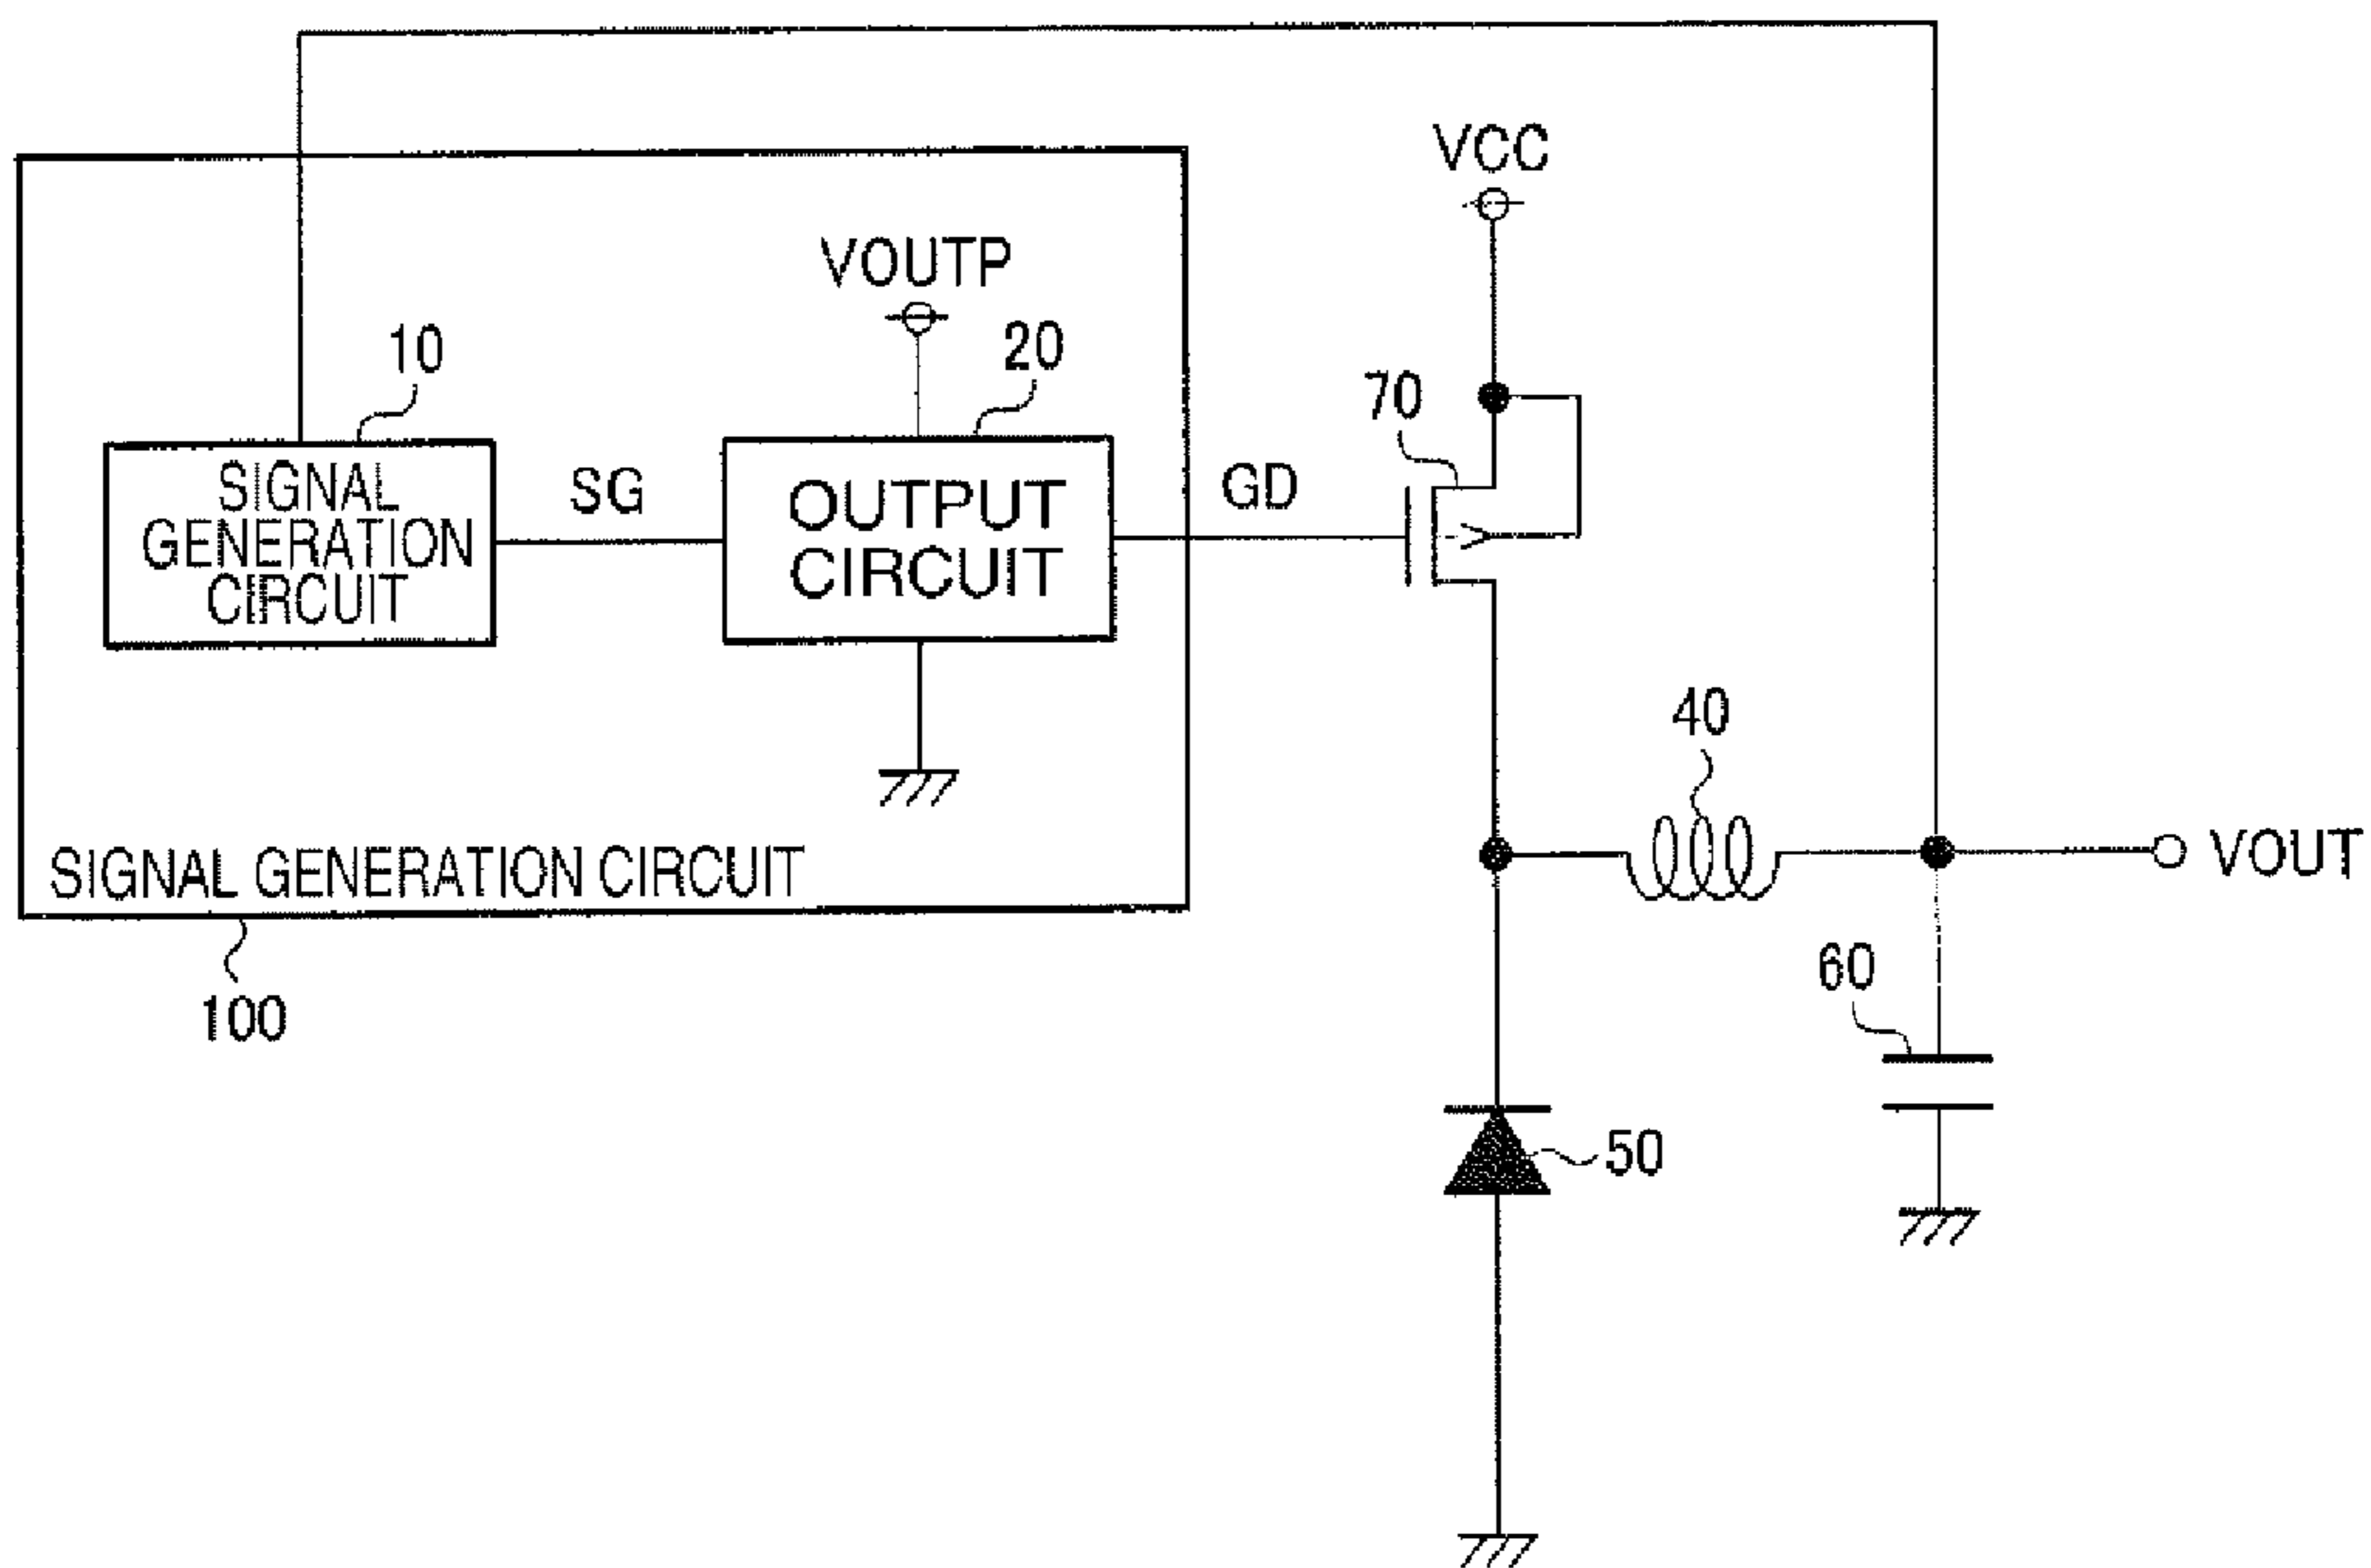 VCC
VOUTP
10
20
70
SIGNAL
GENERATION
CIRCUIT
SG
OUTPUT
CIRCUIT
GD
40
VOUT
SIGNAL GENERATION CIRCUIT
60
100
50